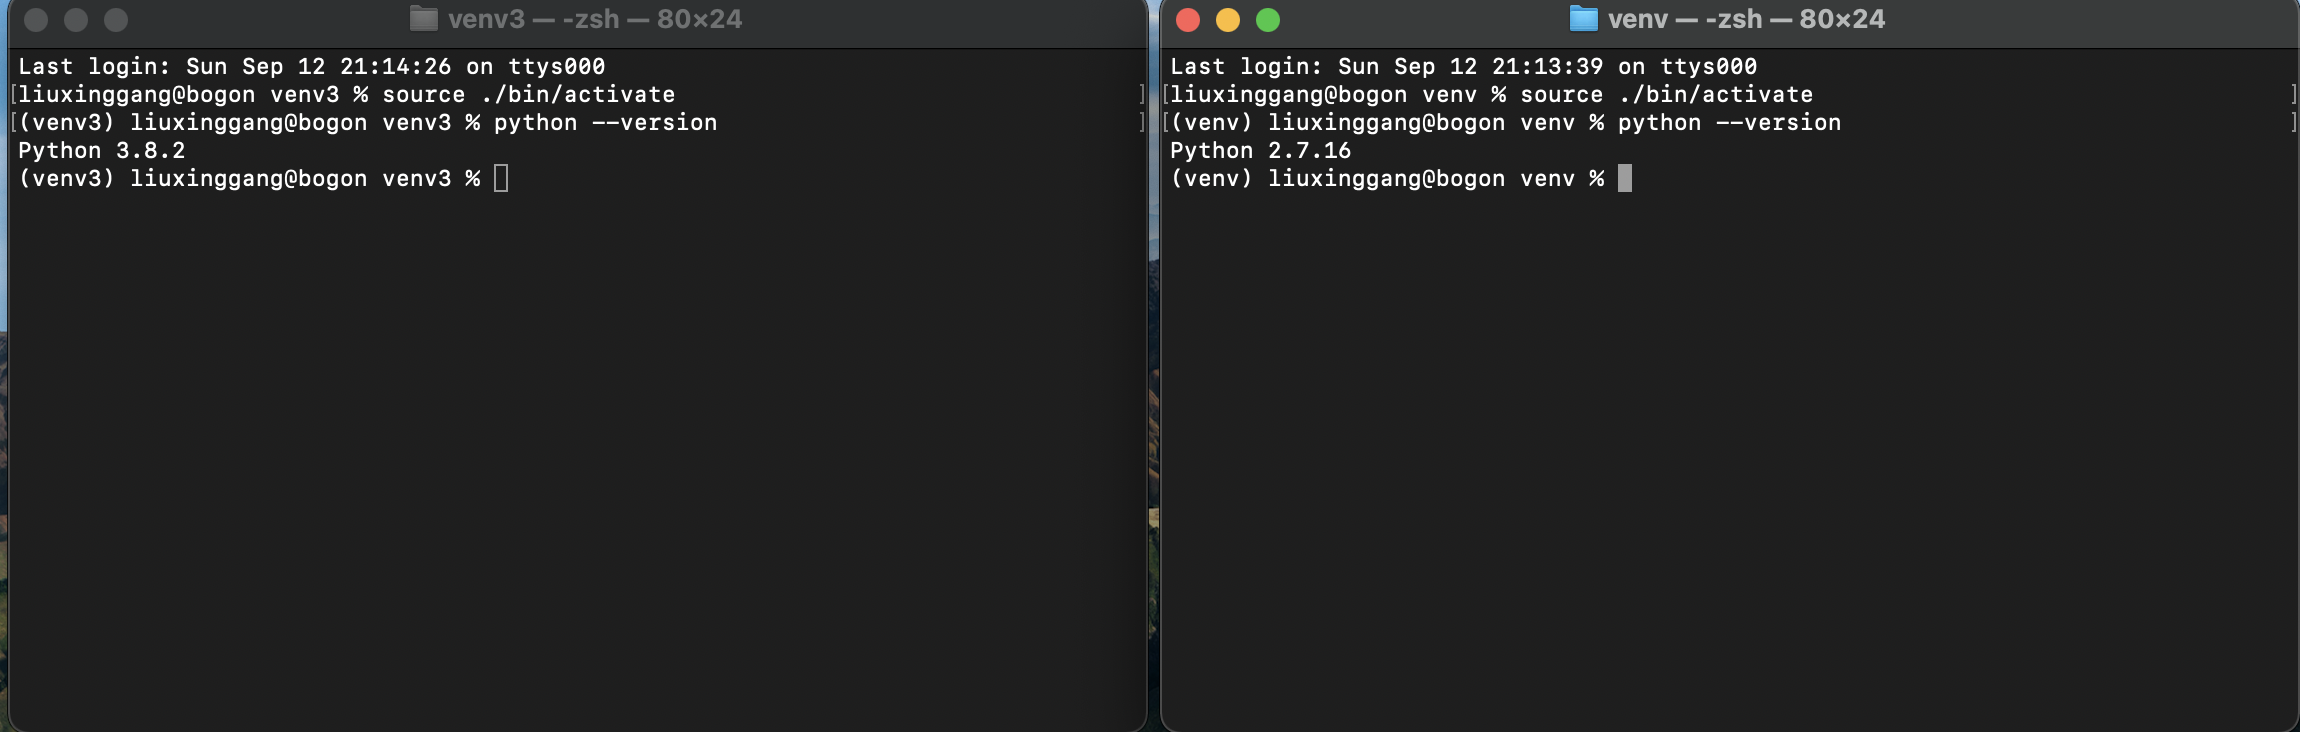 venv3 — -zsh — 80×24
Last login: Sun Sep 12 21:14:26 on ttys000
[liuxinggang@bogon venv3 % source ./bin/activate ]
[(venv3) liuxinggang@bogon venv3 % python --version ]
Python 3.8.2
(venv3) liuxinggang@bogon venv3 %
venv — -zsh — 80×24
Last login: Sun Sep 12 21:13:39 on ttys000
[liuxinggang@bogon venv % source ./bin/activate ]
[(venv) liuxinggang@bogon venv % python --version ]
Python 2.7.16
(venv) liuxinggang@bogon venv %